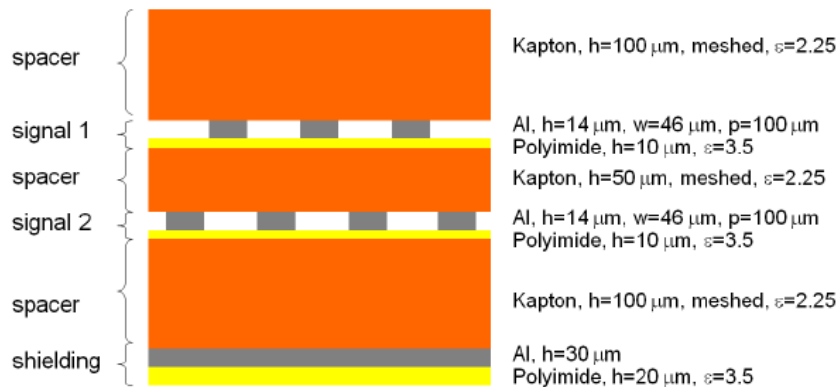 spacer
Kapton, h=100 μm, meshed, ε=2.25
signal 1
Al, h=14 μm, w=46 μm, p=100 μm
Polyimide, h=10 μm, ε=3.5
spacer
Kapton, h=50 μm, meshed, ε=2.25
signal 2
Al, h=14 μm, w=46 μm, p=100 μm
Polyimide, h=10 μm, ε=3.5
spacer
Kapton, h=100 μm, meshed, ε=2.25
shielding
Al, h=30 μm
Polyimide, h=20 μm, ε=3.5